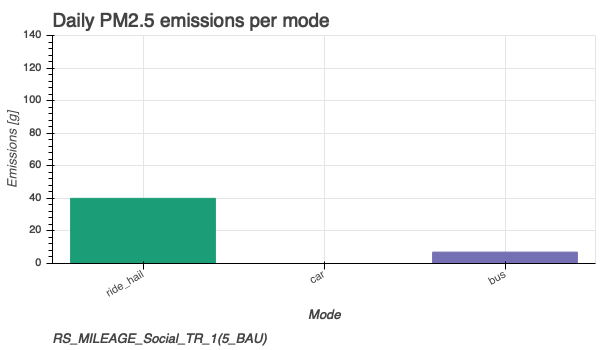 Daily PM2.5 emissions per mode
140
120
100
80
60
40
20
0
Emissions [g]
ride_hail
car
bus
Mode
RS_MILEAGE_Social_TR_1(5_BAU)